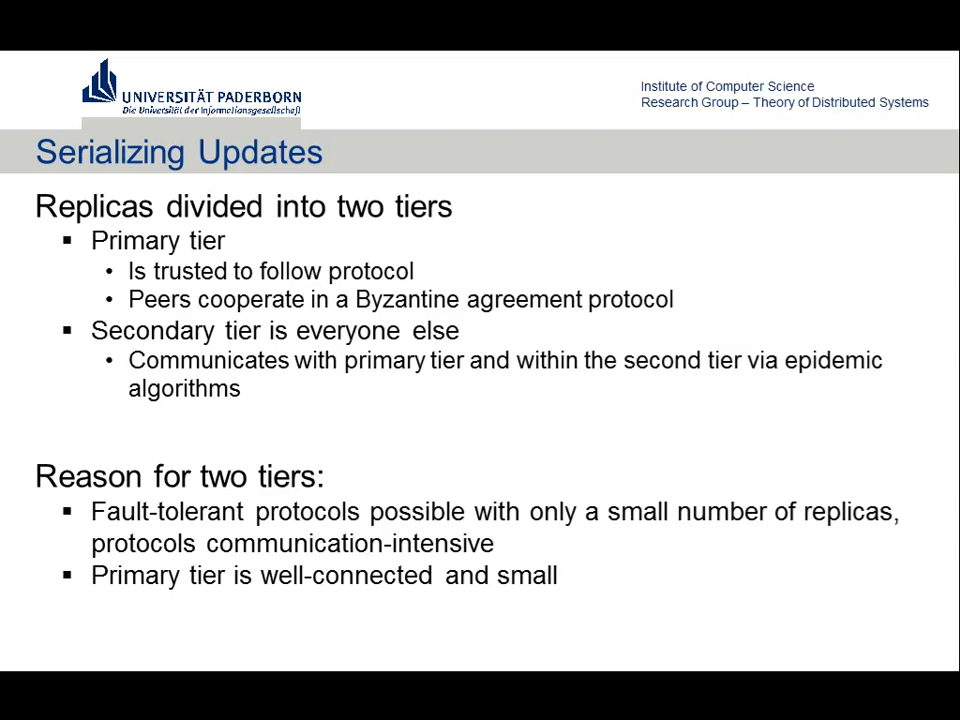 UNIVERSITÄT PADERBORN
Die Universität der Informationsgesellschaft
Institute of Computer Science
Research Group – Theory of Distributed Systems
Serializing Updates
Replicas divided into two tiers
▪ Primary tier
• Is trusted to follow protocol
• Peers cooperate in a Byzantine agreement protocol
▪ Secondary tier is everyone else
• Communicates with primary tier and within the second tier via epidemic
algorithms
Reason for two tiers:
▪ Fault-tolerant protocols possible with only a small number of replicas,
protocols communication-intensive
▪ Primary tier is well-connected and small